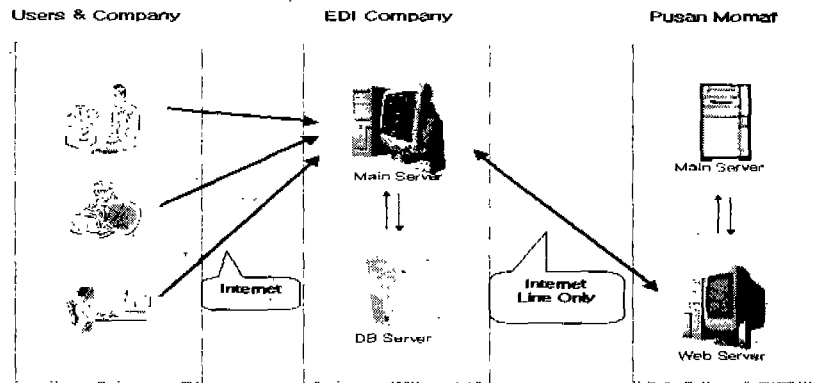 Users & Company
EDI Company
Pusan Momaf
Main Server
Main Server
Internet
Internet
Line Only
DB Server
Web Server